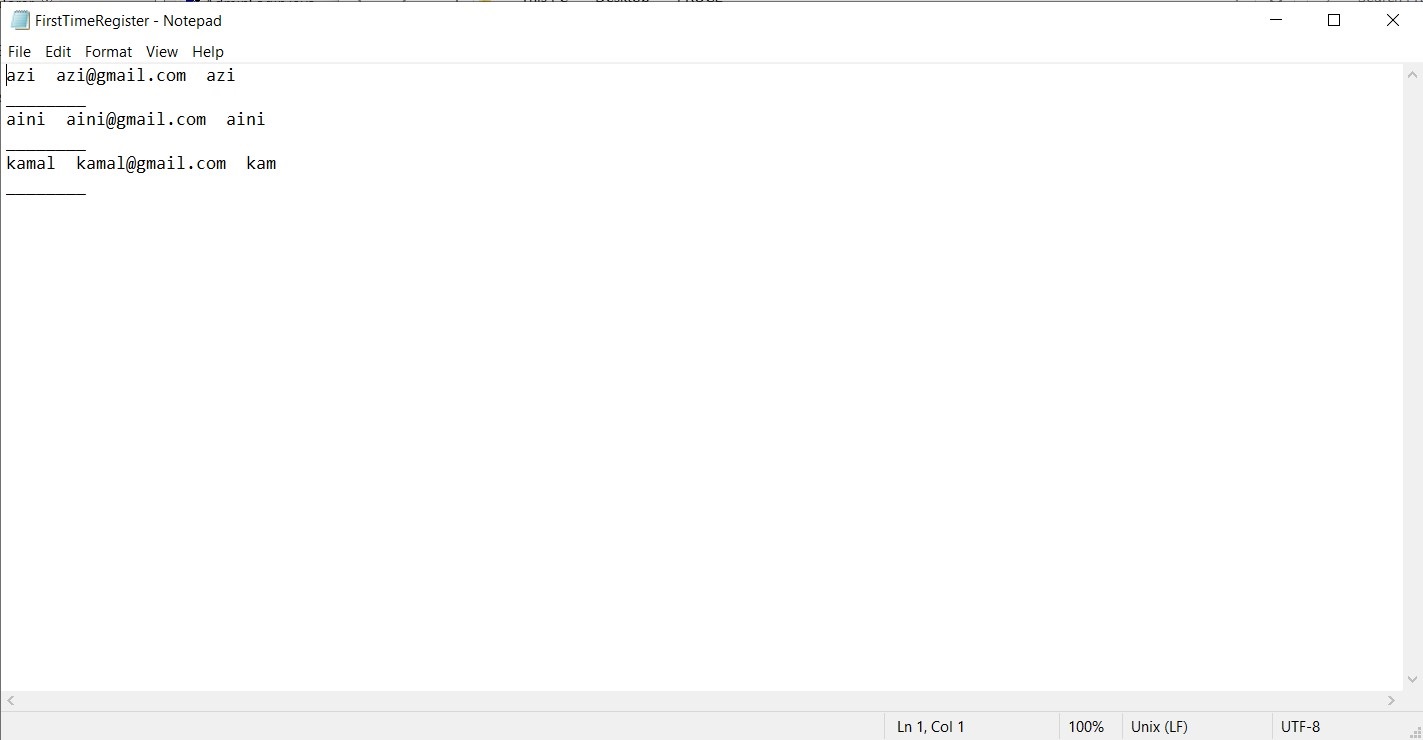 FirstTimeRegister - Notepad
File Edit Format View Help
azi  azi@gmail.com  azi
________
aini  aini@gmail.com  aini
________
kamal  kamal@gmail.com  kam
________
Ln 1, Col 1 100% Unix (LF) UTF-8